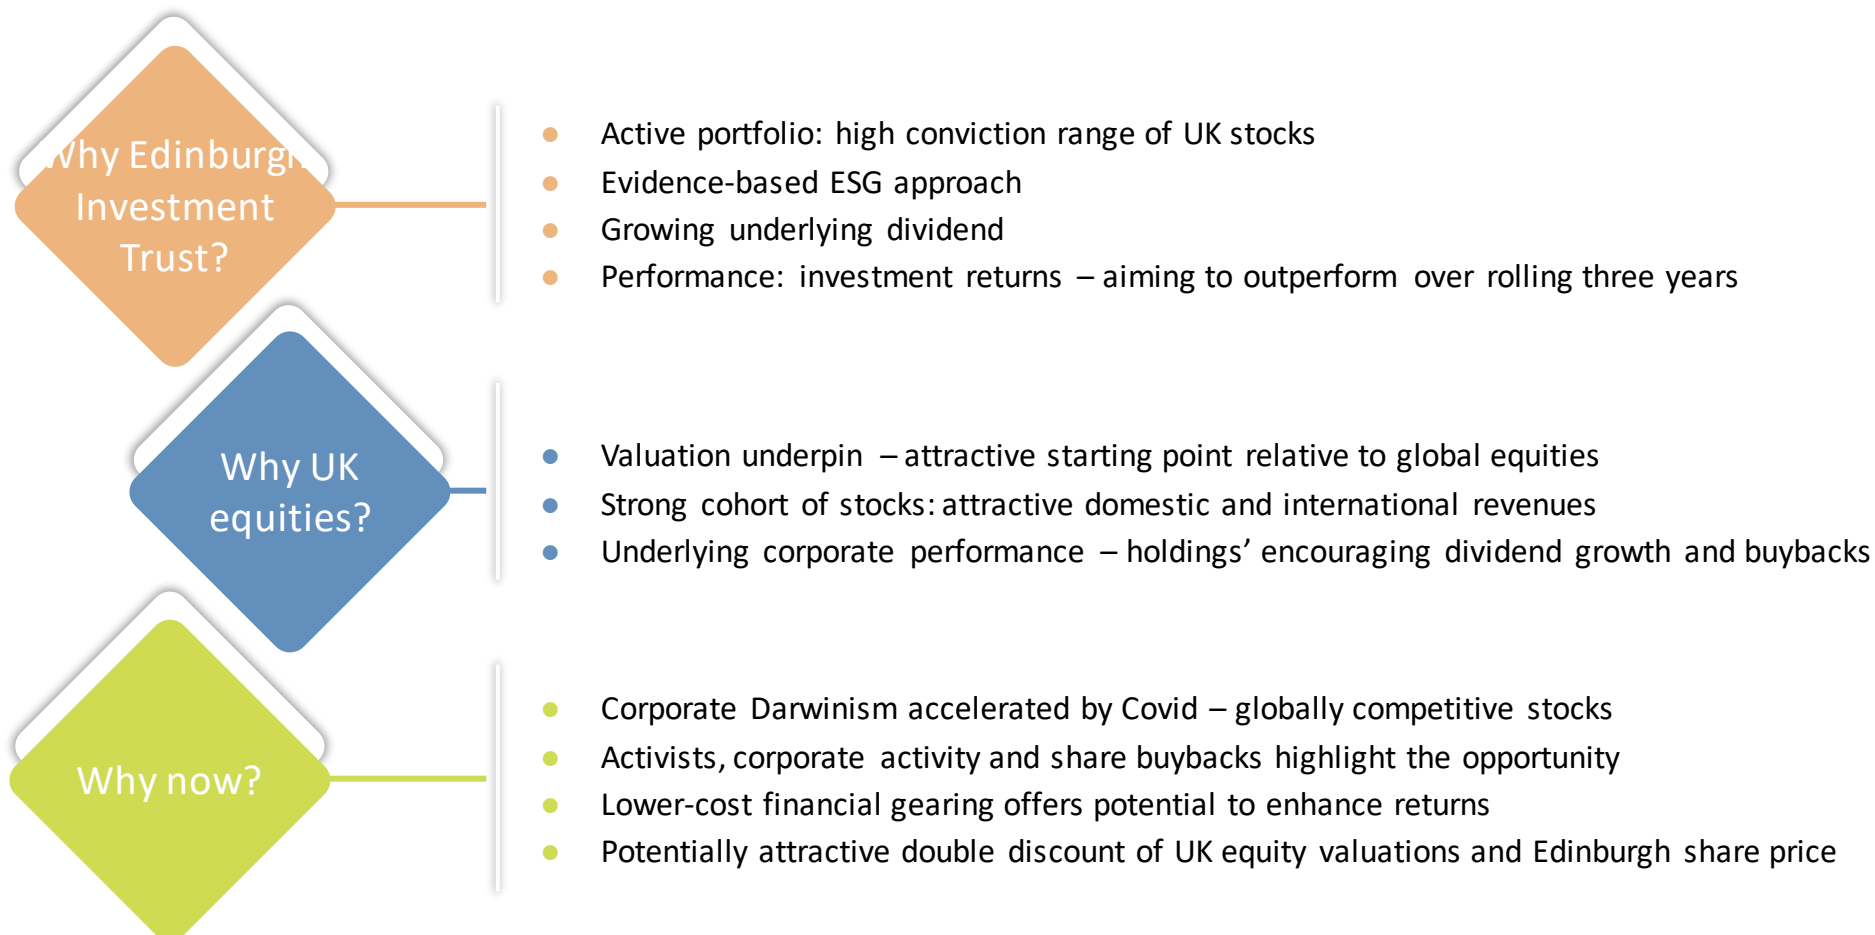 Why Edinburgh
Investment
Trust?
● Active portfolio: high conviction range of UK stocks
● Evidence-based ESG approach
● Growing underlying dividend
● Performance: investment returns – aiming to outperform over rolling three years
Why UK
equities?
● Valuation underpin – attractive starting point relative to global equities
● Strong cohort of stocks: attractive domestic and international revenues
● Underlying corporate performance – holdings’ encouraging dividend growth and buybacks
Why now?
● Corporate Darwinism accelerated by Covid – globally competitive stocks
● Activists, corporate activity and share buybacks highlight the opportunity
● Lower-cost financial gearing offers potential to enhance returns
● Potentially attractive double discount of UK equity valuations and Edinburgh share price